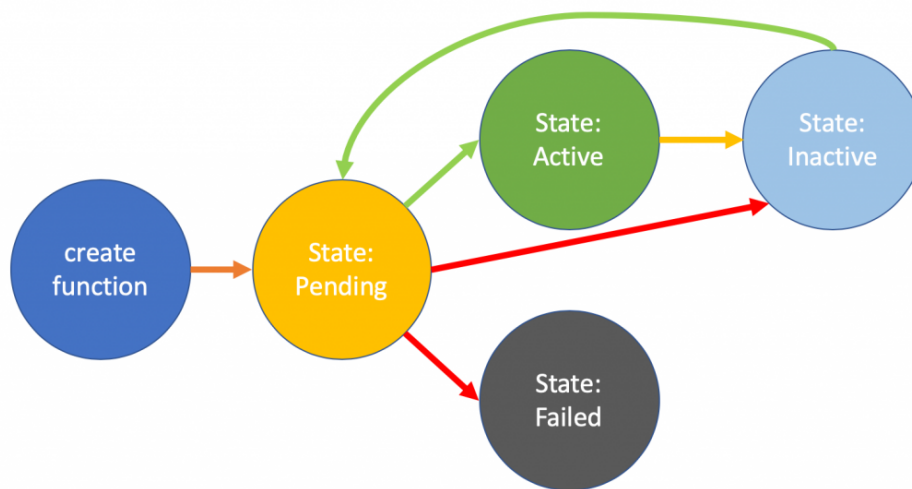 create
function
State:
Pending
State:
Active
State:
Inactive
State:
Failed